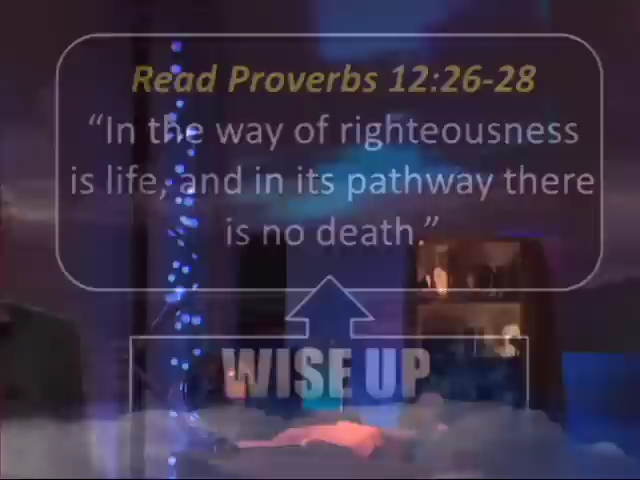 Read Proverbs 12:26-28
“In the way of righteousness
is life, and in its pathway there
is no death.”
WISE UP